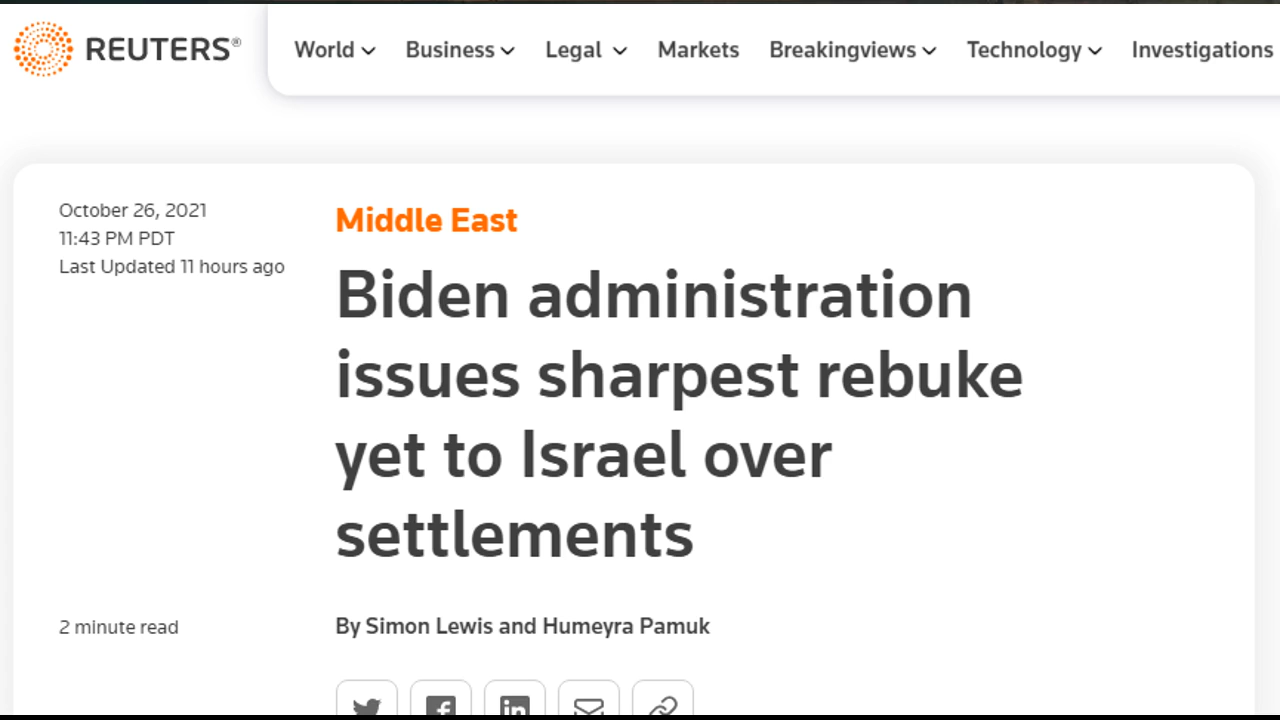 REUTERS®
World Business Legal Markets Breakingviews Technology Investigations
October 26, 2021
11:43 PM PDT
Last Updated 11 hours ago
Middle East
Biden administration
issues sharpest rebuke
yet to Israel over
settlements
2 minute read
By Simon Lewis and Humeyra Pamuk